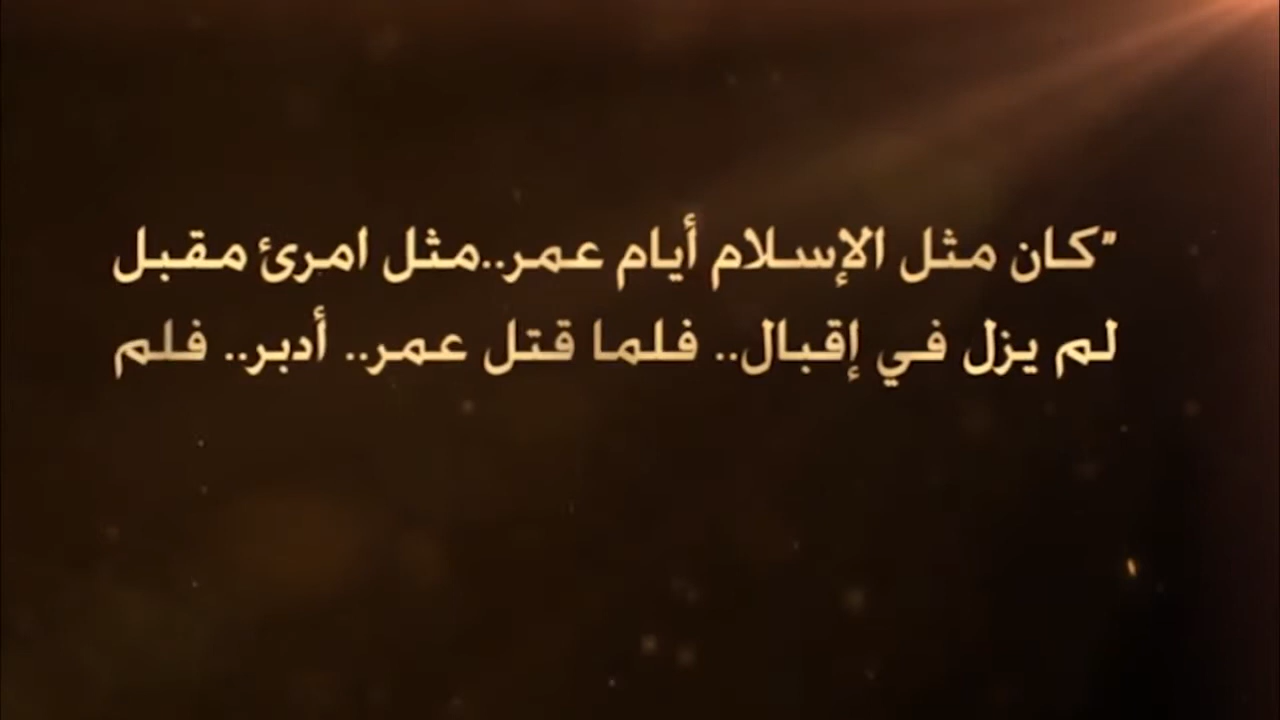 "كان مثل الإسلام أيام عمر..مثل امرئ مقبل
لم يزل في إقبال.. فلما قتل عمر.. أدبر.. فلم